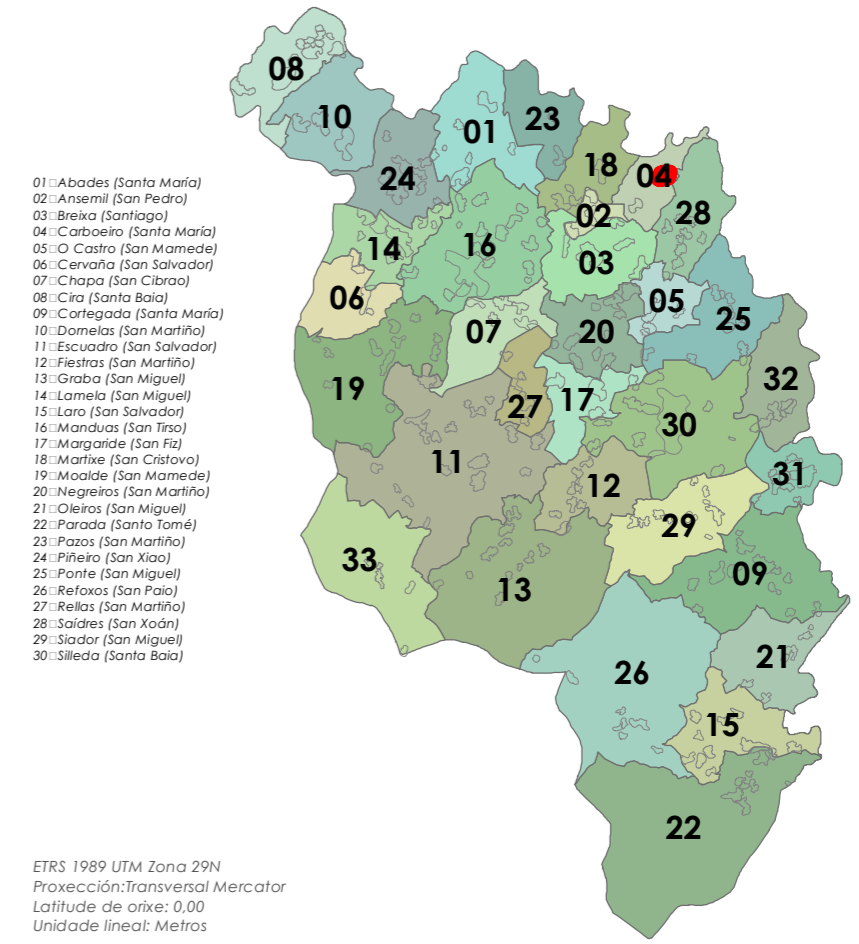 08
10
01
23
18
04
24
02
28
14
16
03
06
05
07
20
25
19
27
17
32
30
11
12
31
29
33
13
09
26
21
15
22
01□Abades (Santa María)
02□Ansemil (San Pedro)
03□Breixa (Santiago)
04□Carboeiro (Santa María)
05□O Castro (San Mamede)
06□Cervaña (San Salvador)
07□Chapa (San Cibrao)
08□Cira (Santa Baia)
09□Cortegada (Santa María)
10□Dornelas (San Martiño)
11□Escuadro (San Salvador)
12□Fiestras (San Martiño)
13□Graba (San Miguel)
14□Lamela (San Miguel)
15□Laro (San Salvador)
16□Manduas (San Tirso)
17□Margaride (San Fiz)
18□Martixe (San Cristovo)
19□Moalde (San Mamede)
20□Negreiros (San Martiño)
21□Oleiros (San Miguel)
22□Parada (Santo Tomé)
23□Pazos (San Martiño)
24□Piñeiro (San Xiao)
25□Ponte (San Miguel)
26□Refoxos (San Paio)
27□Rellas (San Martiño)
28□Saídres (San Xoán)
29□Siador (San Miguel)
30□Silleda (Santa Baia)
ETRS 1989 UTM Zona 29N
Proxección:Transversal Mercator
Latitude de orixe: 0,00
Unidade lineal: Metros